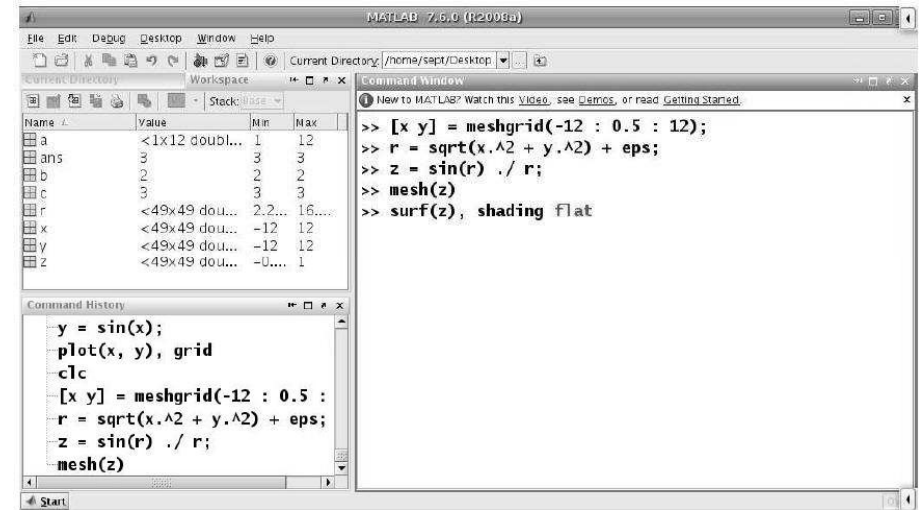 MATLAB 7.6.0 (R2008a)
File Edit Debug Desktop Window Help
Current Directory: /home/sept/Desktop
Current Directory Workspace
Stack: Base
Name Value Min Max
a <1x12 doubl... 1 12
ans 3 3 3
b 2 2 2
c 3 3 3
r <49x49 dou... 2.2... 16....
x <49x49 dou... -12 12
y <49x49 dou... -12 12
z <49x49 dou... -0.... 1
Command History
y = sin(x);
plot(x, y), grid
clc
[x y] = meshgrid(-12 : 0.5 :
r = sqrt(x.^2 + y.^2) + eps;
z = sin(r) ./ r;
mesh(z)
Command Window
New to MATLAB? Watch this Video, see Demos, or read Getting Started.
>> [x y] = meshgrid(-12 : 0.5 : 12);
>> r = sqrt(x.^2 + y.^2) + eps;
>> z = sin(r) ./ r;
>> mesh(z)
>> surf(z), shading flat
Start